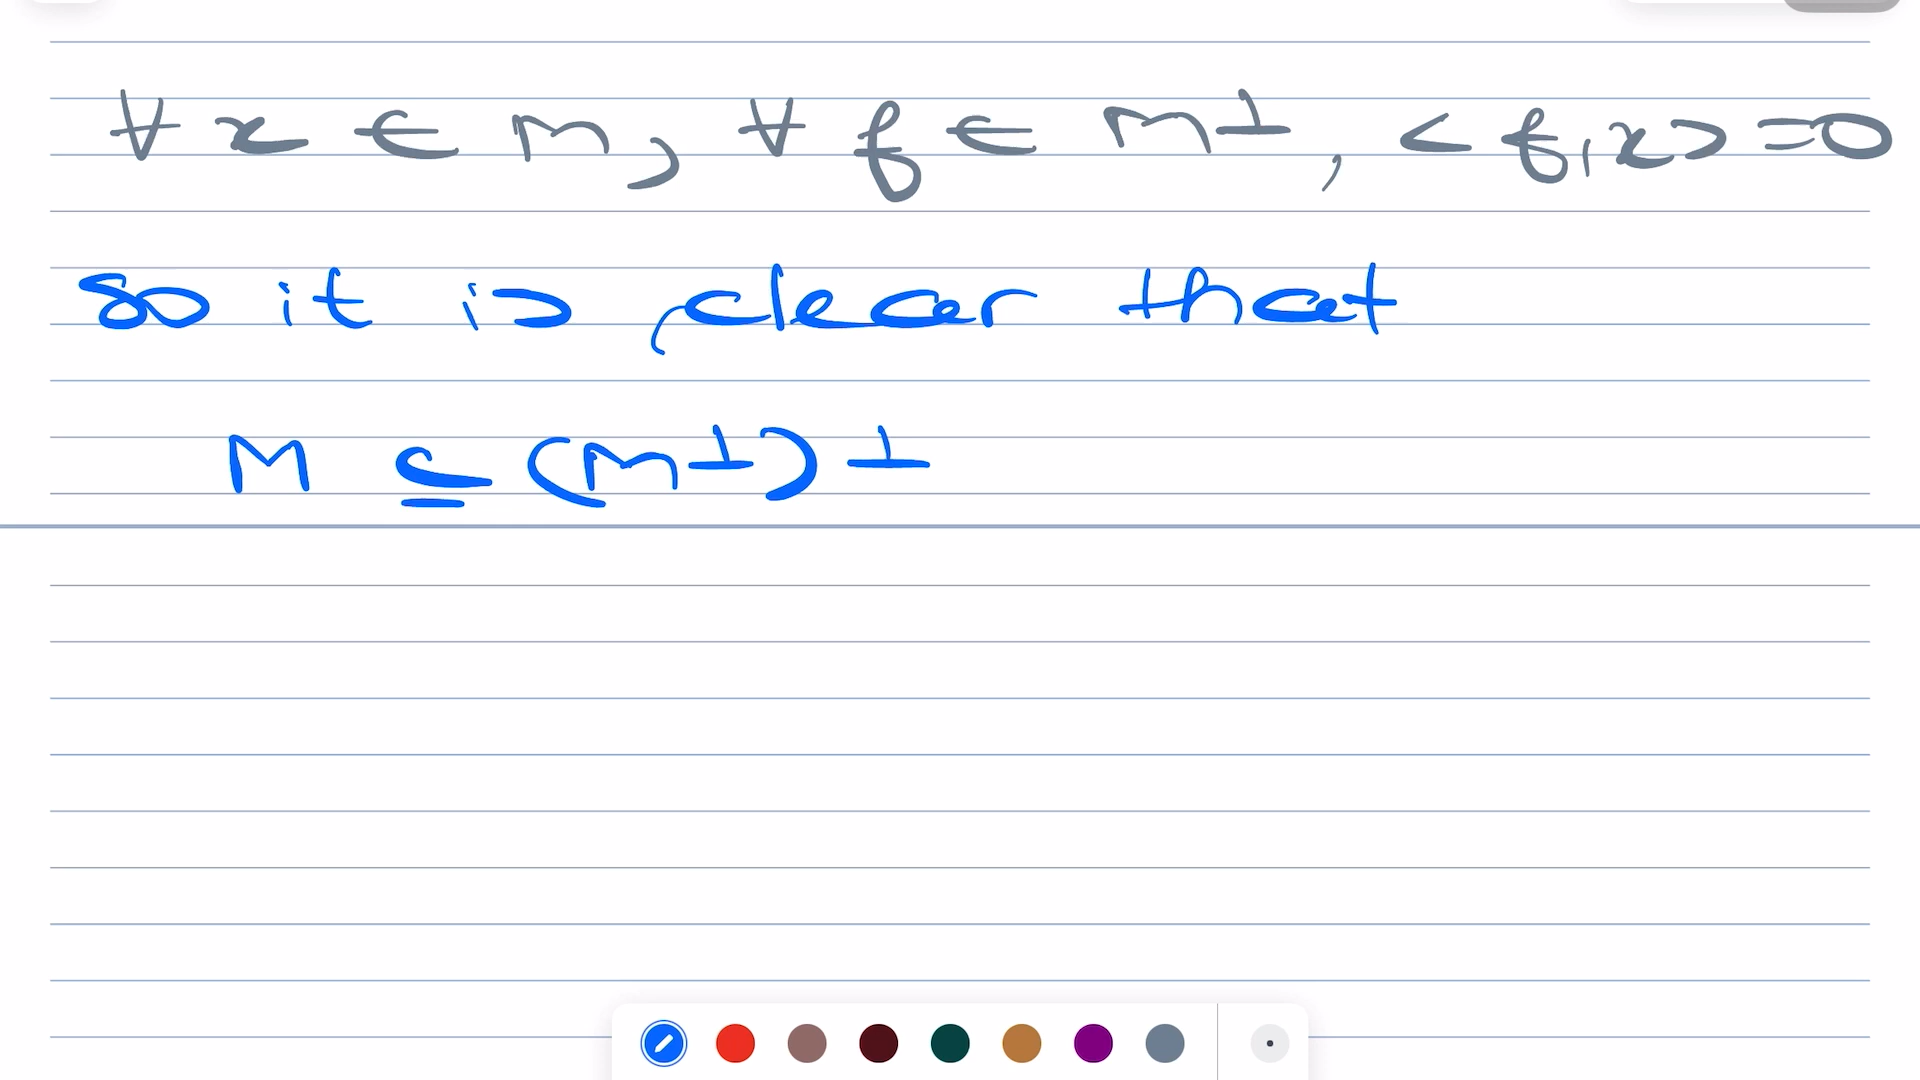 ∀ x ∈ M, ∀ f ∈ M⊥, <f,x> = 0
So it is clear that
M ⊆ (M⊥)⊥